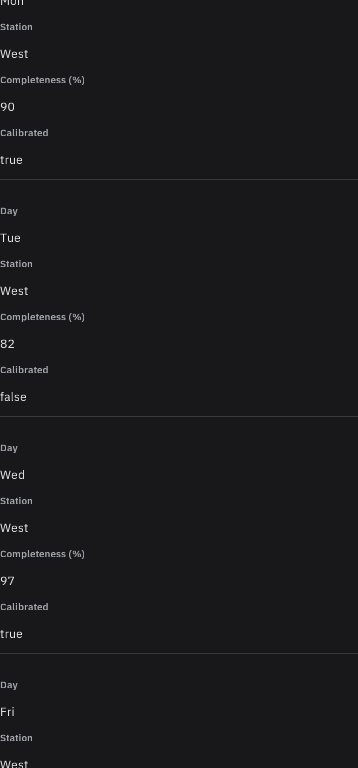 Mon
Station
West
Completeness (%)
90
Calibrated
true
Day
Tue
Station
West
Completeness (%)
82
Calibrated
false
Day
Wed
Station
West
Completeness (%)
97
Calibrated
true
Day
Fri
Station
West